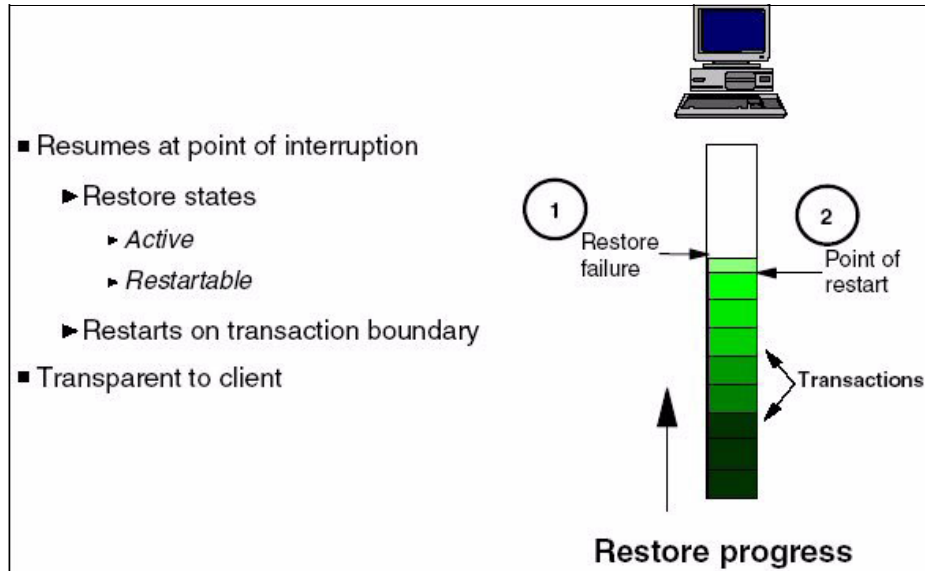 Resumes at point of interruption
Restore states
Active
Restartable
Restarts on transaction boundary
Transparent to client
1
Restore
failure
2
Point of
restart
Transactions
Restore progress